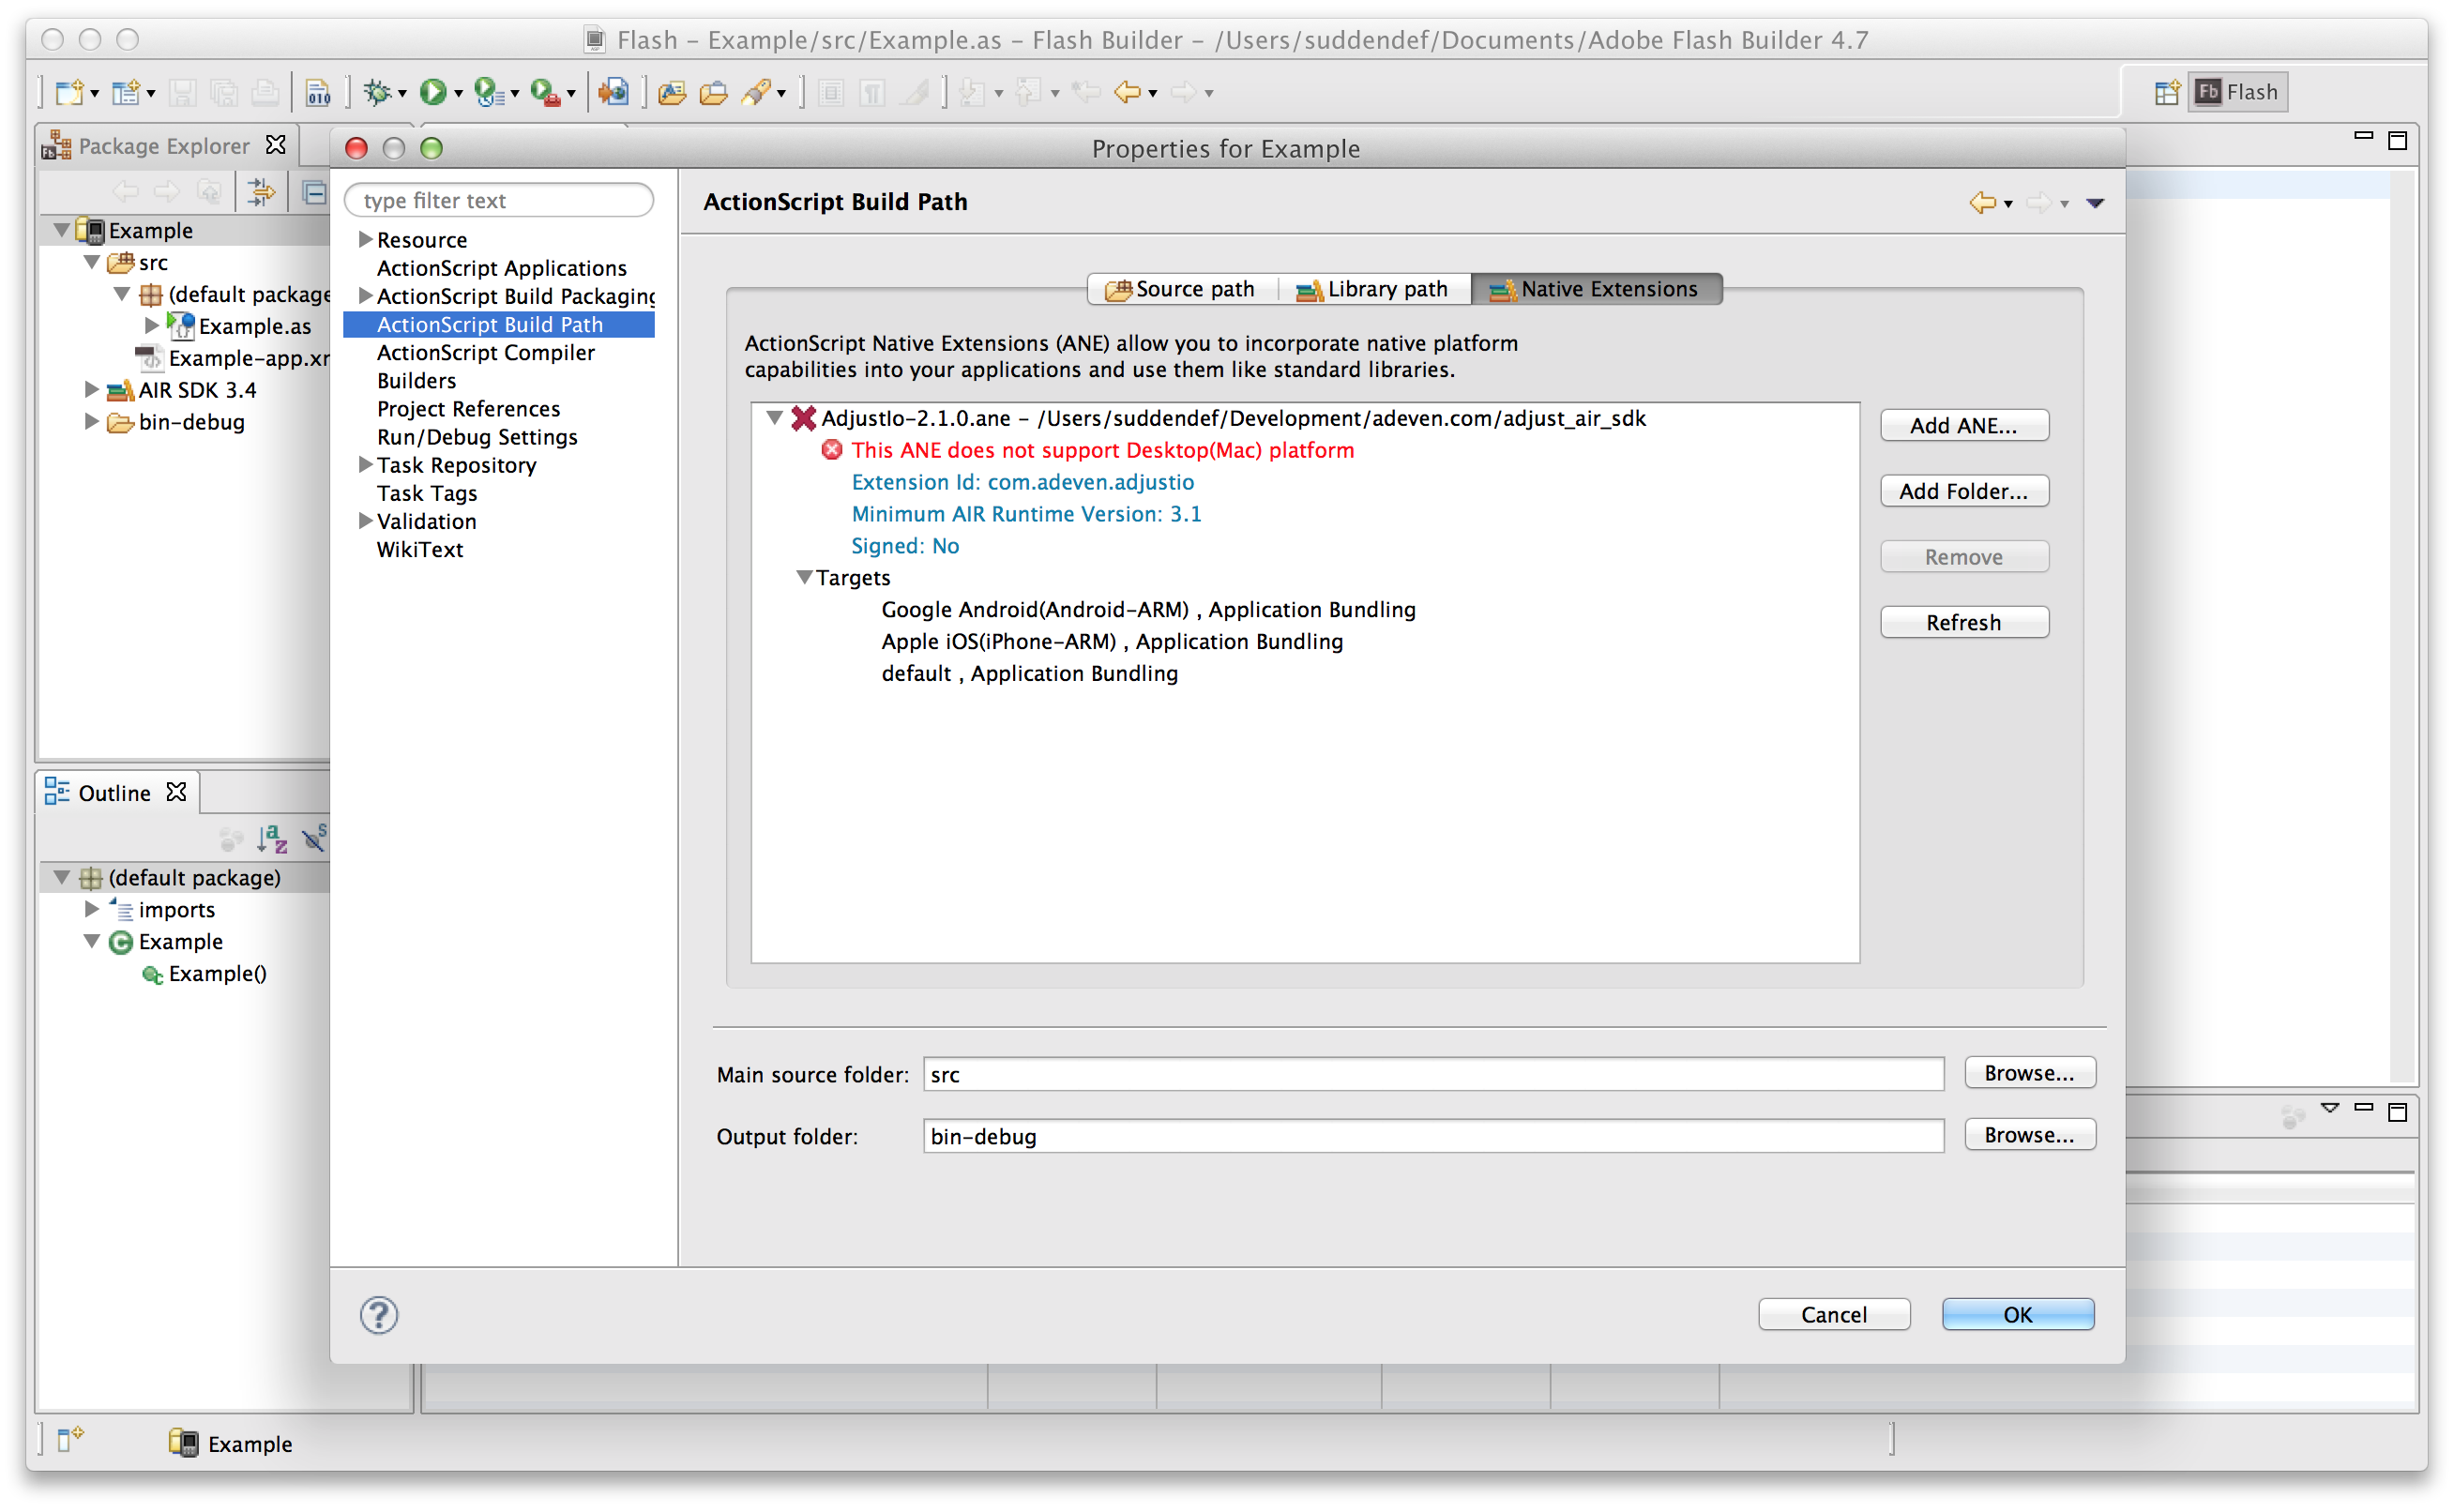 Flash – Example/src/Example.as – Flash Builder – /Users/suddendef/Documents/Adobe Flash Builder 4.7
010
Fb Flash
Package Explorer
Example
src
(default package
Example.as
Example-app.xm
AIR SDK 3.4
bin-debug
Outline
(default package)
imports
Example
Example()
Properties for Example
type filter text
Resource
ActionScript Applications
ActionScript Build Packaging
ActionScript Build Path
ActionScript Compiler
Builders
Project References
Run/Debug Settings
Task Repository
Task Tags
Validation
WikiText
ActionScript Build Path
Source path
Library path
Native Extensions
ActionScript Native Extensions (ANE) allow you to incorporate native platform
capabilities into your applications and use them like standard libraries.
AdjustIo-2.1.0.ane – /Users/suddendef/Development/adeven.com/adjust_air_sdk
This ANE does not support Desktop(Mac) platform
Extension Id: com.adeven.adjustio
Minimum AIR Runtime Version: 3.1
Signed: No
Targets
Google Android(Android-ARM) , Application Bundling
Apple iOS(iPhone-ARM) , Application Bundling
default , Application Bundling
Add ANE...
Add Folder...
Remove
Refresh
Main source folder: src Browse...
Output folder: bin-debug Browse...
? Cancel OK
Example